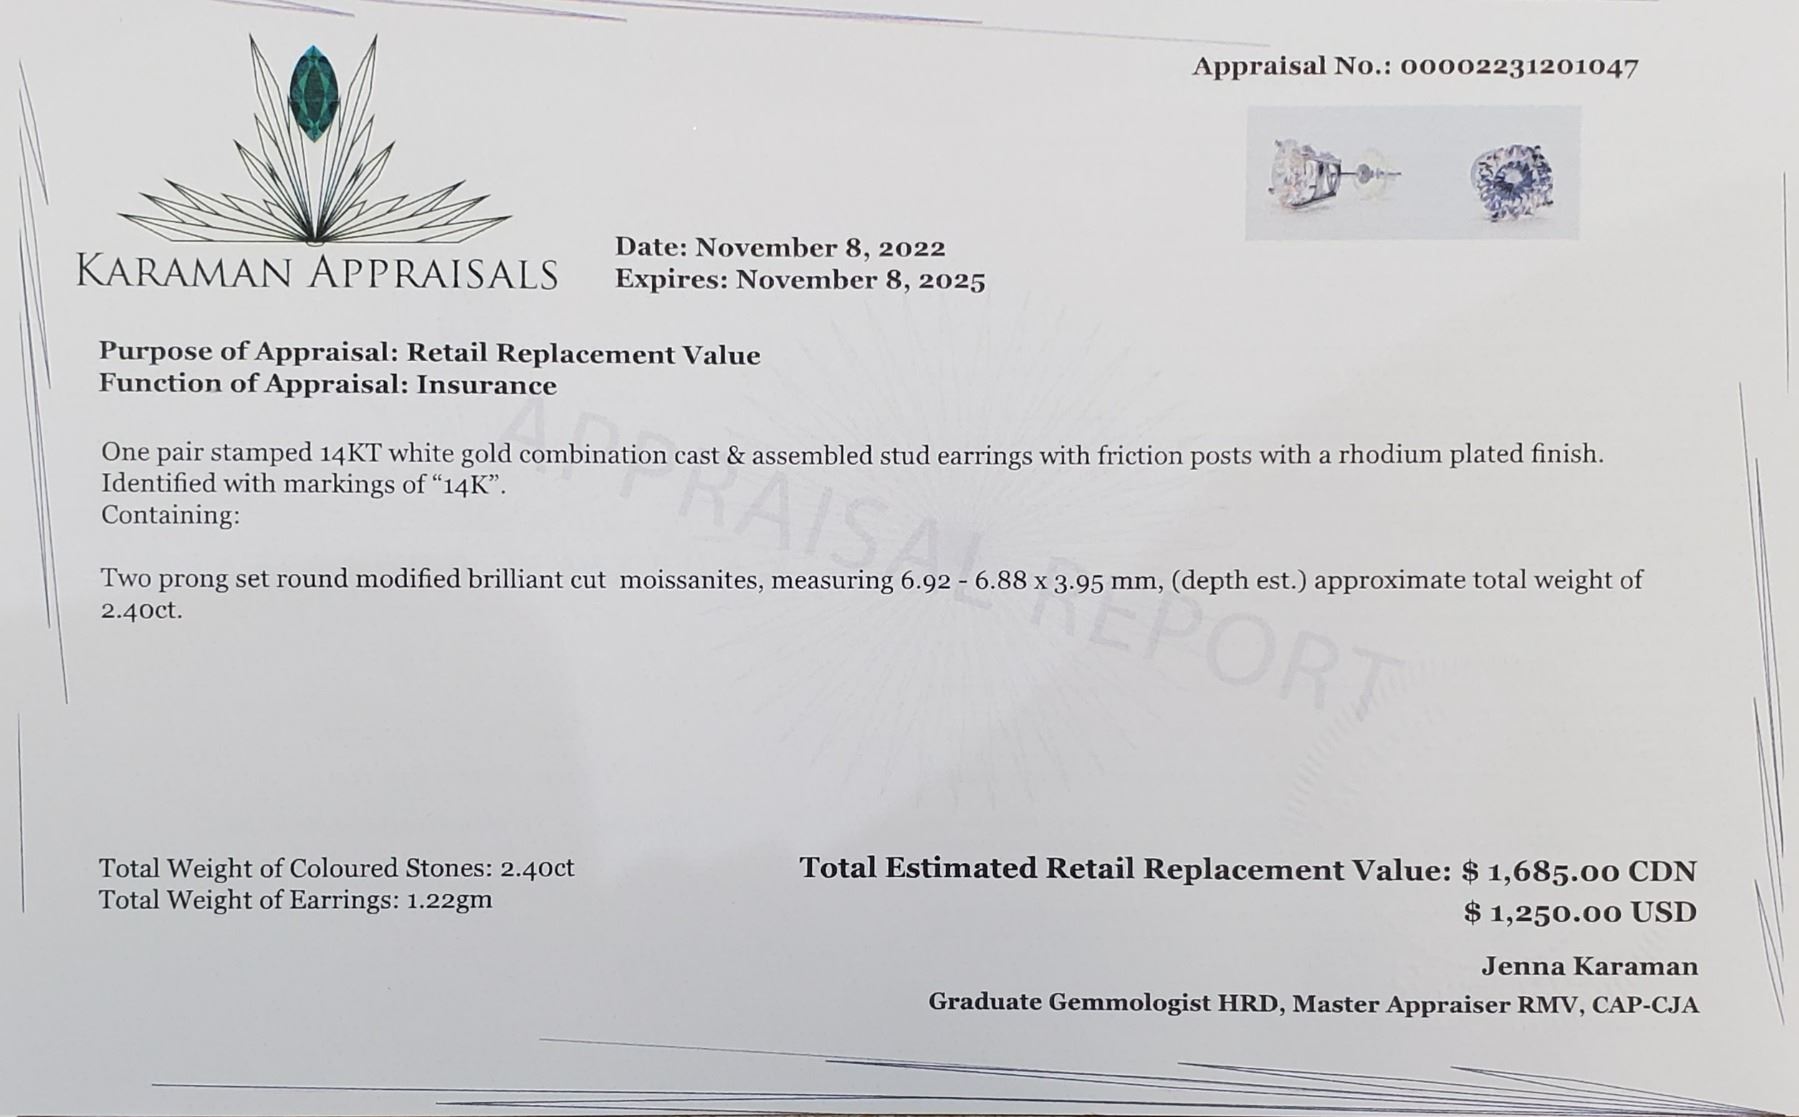 Appraisal No.: 00002231201047
KARAMAN APPRAISALS
Date: November 8, 2022
Expires: November 8, 2025
Purpose of Appraisal: Retail Replacement Value
Function of Appraisal: Insurance
One pair stamped 14KT white gold combination cast & assembled stud earrings with friction posts with a rhodium plated finish.
Identified with markings of “14K”.
Containing:
Two prong set round modified brilliant cut moissanites, measuring 6.92 - 6.88 x 3.95 mm, (depth est.) approximate total weight of
2.40ct.
APPRAISAL REPORT
Total Weight of Coloured Stones: 2.40ct
Total Weight of Earrings: 1.22gm
Total Estimated Retail Replacement Value: $ 1,685.00 CDN
$ 1,250.00 USD
Jenna Karaman
Graduate Gemmologist HRD, Master Appraiser RMV, CAP-CJA